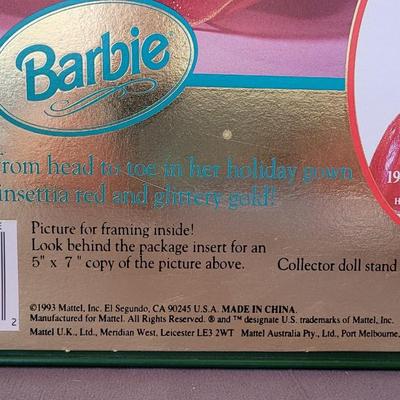 Barbie
from head to toe in her holiday gown
insettia red and glittery gold!
19
H
E
Picture for framing inside!
Look behind the package insert for an
5" x 7" copy of the picture above.
Collector doll stand
2
©1993 Mattel, Inc. El Segundo, CA 90245 U.S.A. MADE IN CHINA.
Manufactured for Mattel. All Rights Reserved. ® and ™ designate U.S. trademarks of Mattel, Inc.
Mattel U.K., Ltd., Meridian West, Leicester LE3 2WT Mattel Australia Pty., Ltd., Port Melbourne,